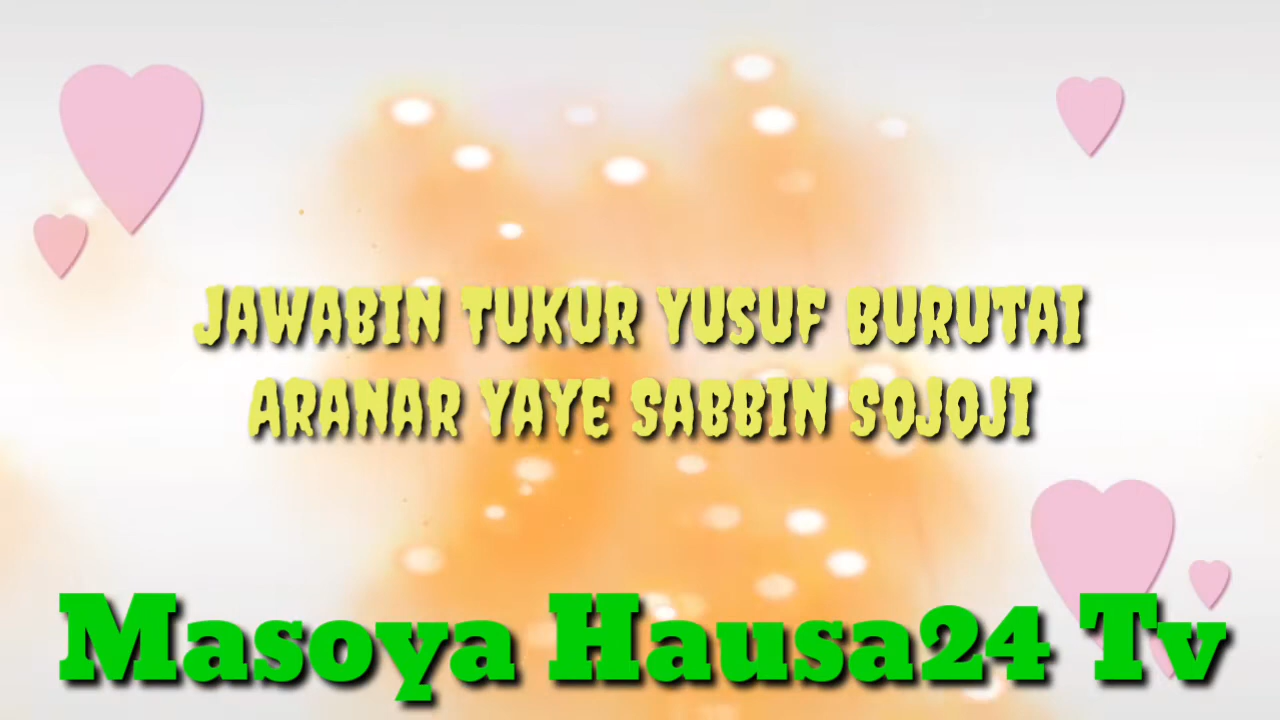 JAWABIN TUKUR YUSUF BURUTAI
ARANAR YAYE SABBIN SOJOJI
Masoya Hausa24 Tv